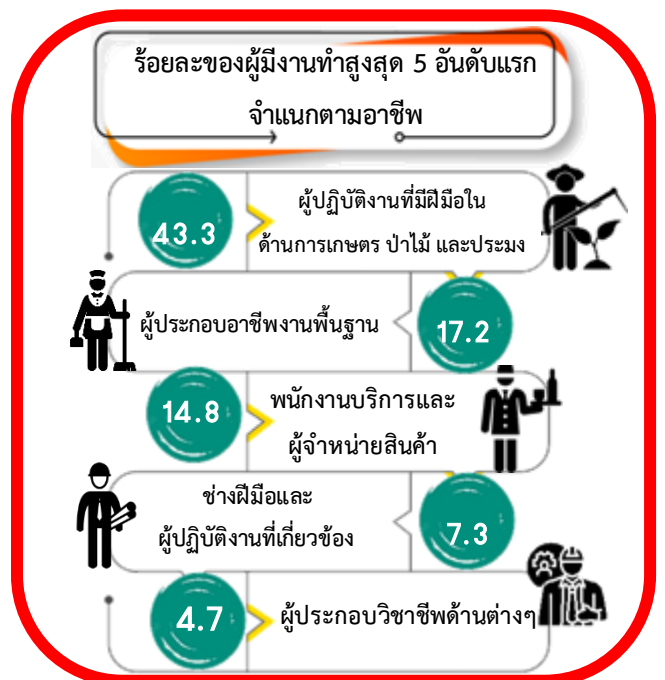 ร้อยละของผู้มีงานทำสูงสุด 5 อันดับแรก
จำแนกตามอาชีพ
43.3
ผู้ปฏิบัติงานที่มีฝีมือใน
ด้านการเกษตร ป่าไม้ และประมง
ผู้ประกอบอาชีพงานพื้นฐาน
17.2
14.8
พนักงานบริการและ
ผู้จำหน่ายสินค้า
ช่างฝีมือและ
ผู้ปฏิบัติงานที่เกี่ยวข้อง
7.3
4.7
ผู้ประกอบวิชาชีพด้านต่างๆ